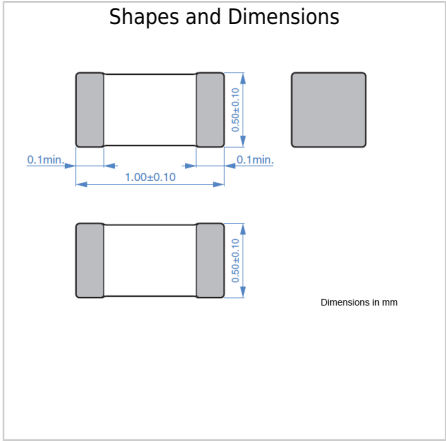 Shapes and Dimensions
0.50±0.10
0.1min.
0.1min.
1.00±0.10
0.50±0.10
Dimensions in mm